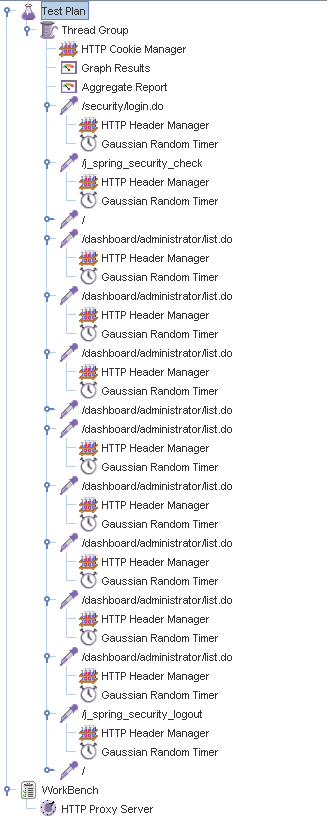 Test Plan
Thread Group
HTTP Cookie Manager
Graph Results
Aggregate Report
/security/login.do
HTTP Header Manager
Gaussian Random Timer
/j_spring_security_check
HTTP Header Manager
Gaussian Random Timer
/
/dashboard/administrator/list.do
HTTP Header Manager
Gaussian Random Timer
/dashboard/administrator/list.do
HTTP Header Manager
Gaussian Random Timer
/dashboard/administrator/list.do
HTTP Header Manager
Gaussian Random Timer
/dashboard/administrator/list.do
/dashboard/administrator/list.do
HTTP Header Manager
Gaussian Random Timer
/dashboard/administrator/list.do
HTTP Header Manager
Gaussian Random Timer
/dashboard/administrator/list.do
HTTP Header Manager
Gaussian Random Timer
/dashboard/administrator/list.do
HTTP Header Manager
Gaussian Random Timer
/dashboard/administrator/list.do
HTTP Header Manager
Gaussian Random Timer
/j_spring_security_logout
HTTP Header Manager
Gaussian Random Timer
/
WorkBench
HTTP Proxy Server